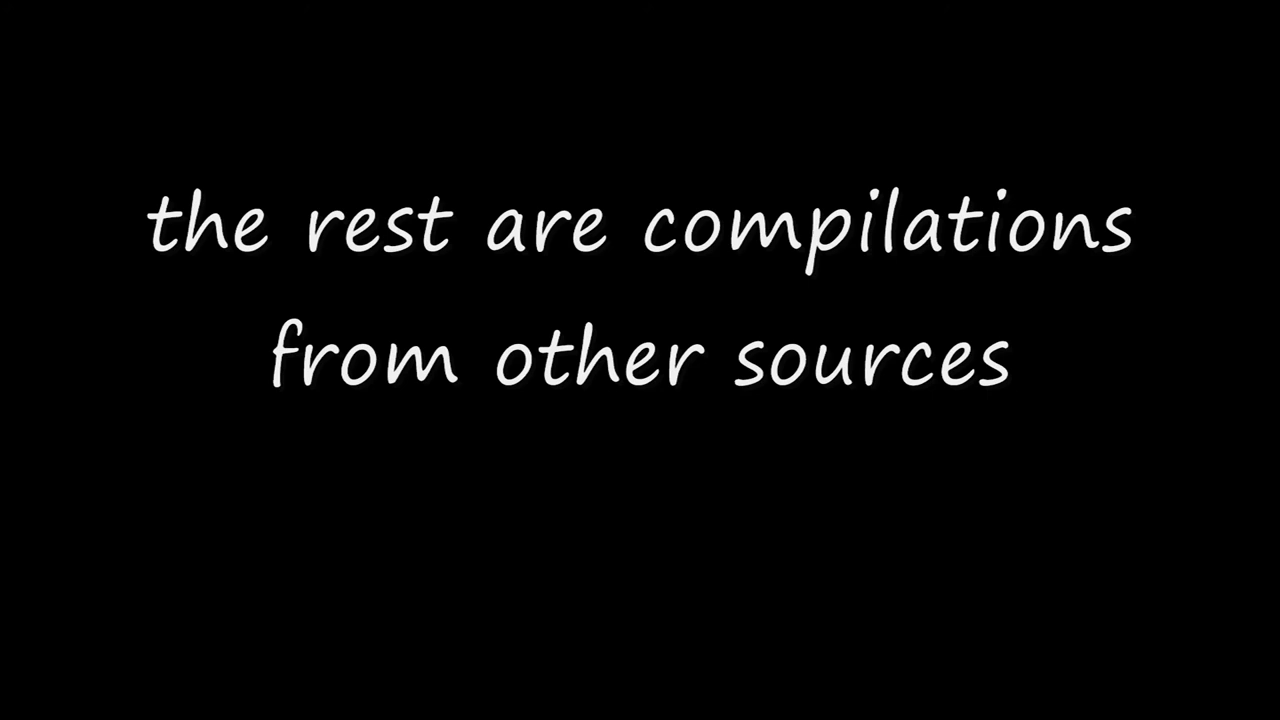 the rest are compilations
from other sources